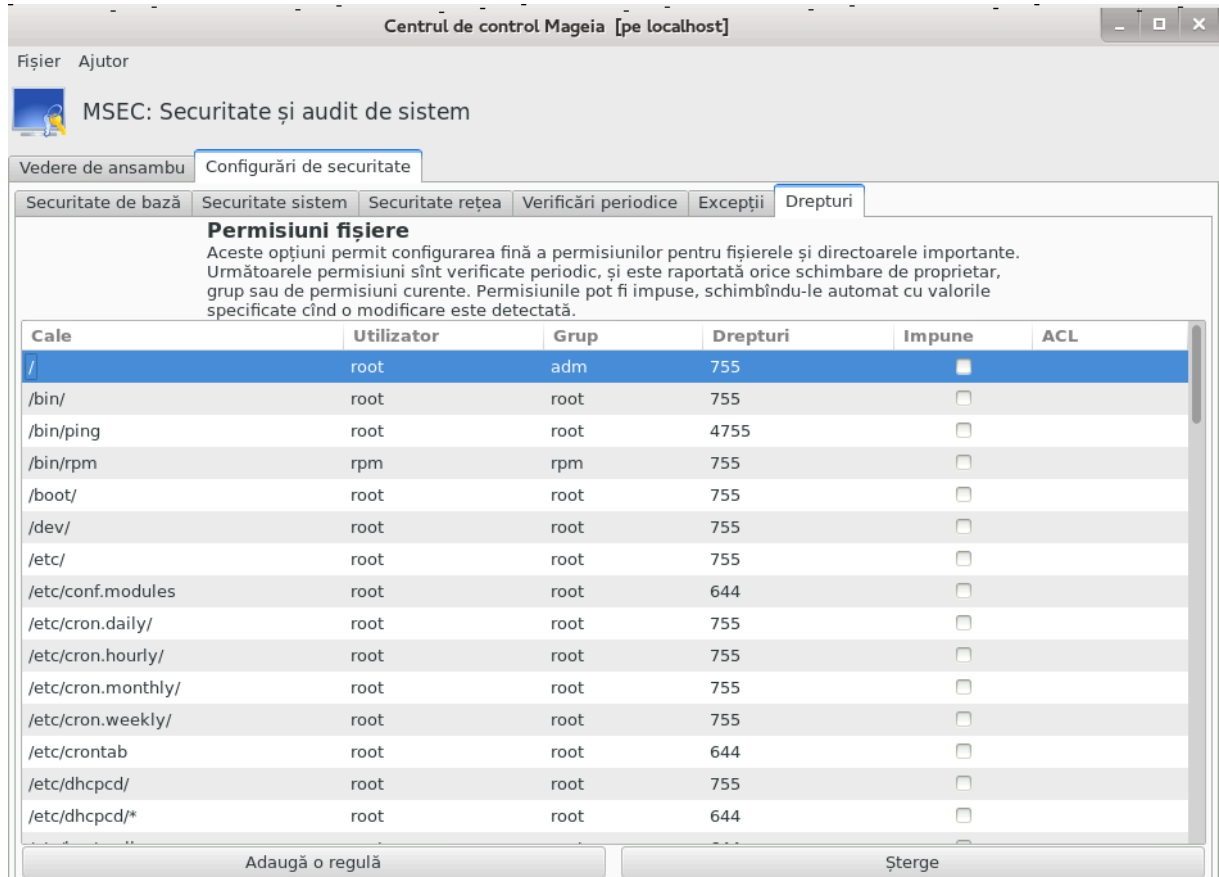 Centrul de control Mageia [pe localhost]
Fișier Ajutor
MSEC: Securitate și audit de sistem
Vedere de ansambu Configurări de securitate
Securitate de bază Securitate sistem Securitate rețea Verificări periodice Excepții Drepturi
Permisiuni fișiere
Aceste opțiuni permit configurarea fină a permisiunilor pentru fișierele și directoarele importante.
Următoarele permisiuni sînt verificate periodic, și este raportată orice schimbare de proprietar,
grup sau de permisiuni curente. Permisiunile pot fi impuse, schimbîndu-le automat cu valorile
specificate cînd o modificare este detectată.
Cale Utilizator Grup Drepturi Impune ACL
/ root adm 755
/bin/ root root 755
/bin/ping root root 4755
/bin/rpm rpm rpm 755
/boot/ root root 755
/dev/ root root 755
/etc/ root root 755
/etc/conf.modules root root 644
/etc/cron.daily/ root root 755
/etc/cron.hourly/ root root 755
/etc/cron.monthly/ root root 755
/etc/cron.weekly/ root root 755
/etc/crontab root root 644
/etc/dhcpcd/ root root 755
/etc/dhcpcd/* root root 644
Adaugă o regulă Șterge